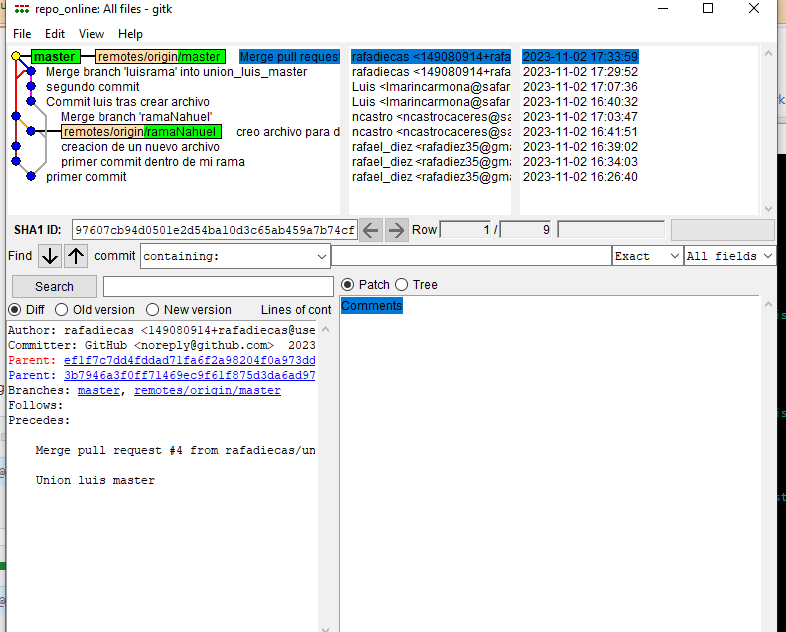 repo_online: All files - gitk
File Edit View Help
master remotes/origin/master Merge pull reques rafadiecas <149080914+rafa 2023-11-02 17:33:59
Merge branch 'luisrama' into union_luis_master rafadiecas <149080914+rafa 2023-11-02 17:29:52
segundo commit Luis <lmarincarmona@safar 2023-11-02 17:07:36
Commit luis tras crear archivo Luis <lmarincarmona@safar 2023-11-02 16:40:32
Merge branch 'ramaNahuel' ncastro <ncastrocaceres@sa 2023-11-02 17:03:47
remotes/origin/ramaNahuel creo archivo para d ncastro <ncastrocaceres@sa 2023-11-02 16:41:51
creacion de un nuevo archivo rafael_diez <rafadiez35@gm 2023-11-02 16:39:02
primer commit dentro de mi rama rafael_diez <rafadiez35@gm 2023-11-02 16:34:03
primer commit rafael_diez <rafadiez35@gm 2023-11-02 16:26:40
SHA1 ID: 97607cb94d0501e2d54ba10d3c65ab459a7b74cf Row 1 / 9
Find commit containing: Exact All fields
Search Patch Tree
Diff Old version New version Lines of cont
Comments
Author: rafadiecas <149080914+rafadiecas@use
Committer: GitHub <noreply@github.com> 2023
Parent: ef1f7c7dd4fddad71fa6f2a98204f0a973dd
Parent: 3b7946a3f0ff71469ec9f61f875d3da6ad97
Branches: master, remotes/origin/master
Follows:
Precedes:
Merge pull request #4 from rafadiecas/un
Union luis master